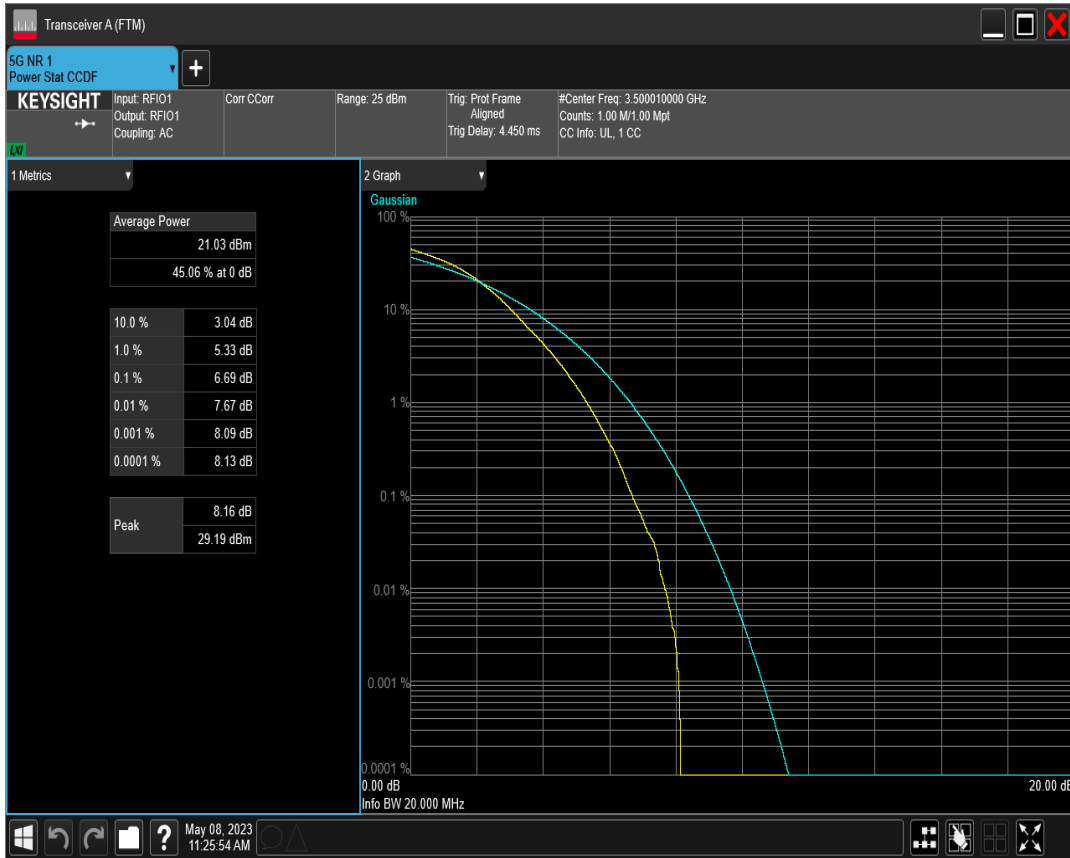 Transceiver A (FTM)
5G NR 1
Power Stat CCDF
KEYSIGHT
LXI
Input: RFIO1
Output: RFIO1
Coupling: AC
Corr CCorr
Range: 25 dBm
Trig: Prot Frame
Aligned
Trig Delay: 4.450 ms
#Center Freq: 3.500010000 GHz
Counts: 1.00 M/1.00 Mpt
CC Info: UL, 1 CC
1 Metrics
Average Power
21.03 dBm
45.06 % at 0 dB
10.0 % 3.04 dB
1.0 % 5.33 dB
0.1 % 6.69 dB
0.01 % 7.67 dB
0.001 % 8.09 dB
0.0001 % 8.13 dB
Peak 8.16 dB
29.19 dBm
2 Graph
Gaussian
100 %
10 %
1 %
0.1 %
0.01 %
0.001 %
0.0001 %
0.00 dB 20.00 dB
Info BW 20.000 MHz
? May 08, 2023
11:25:54 AM